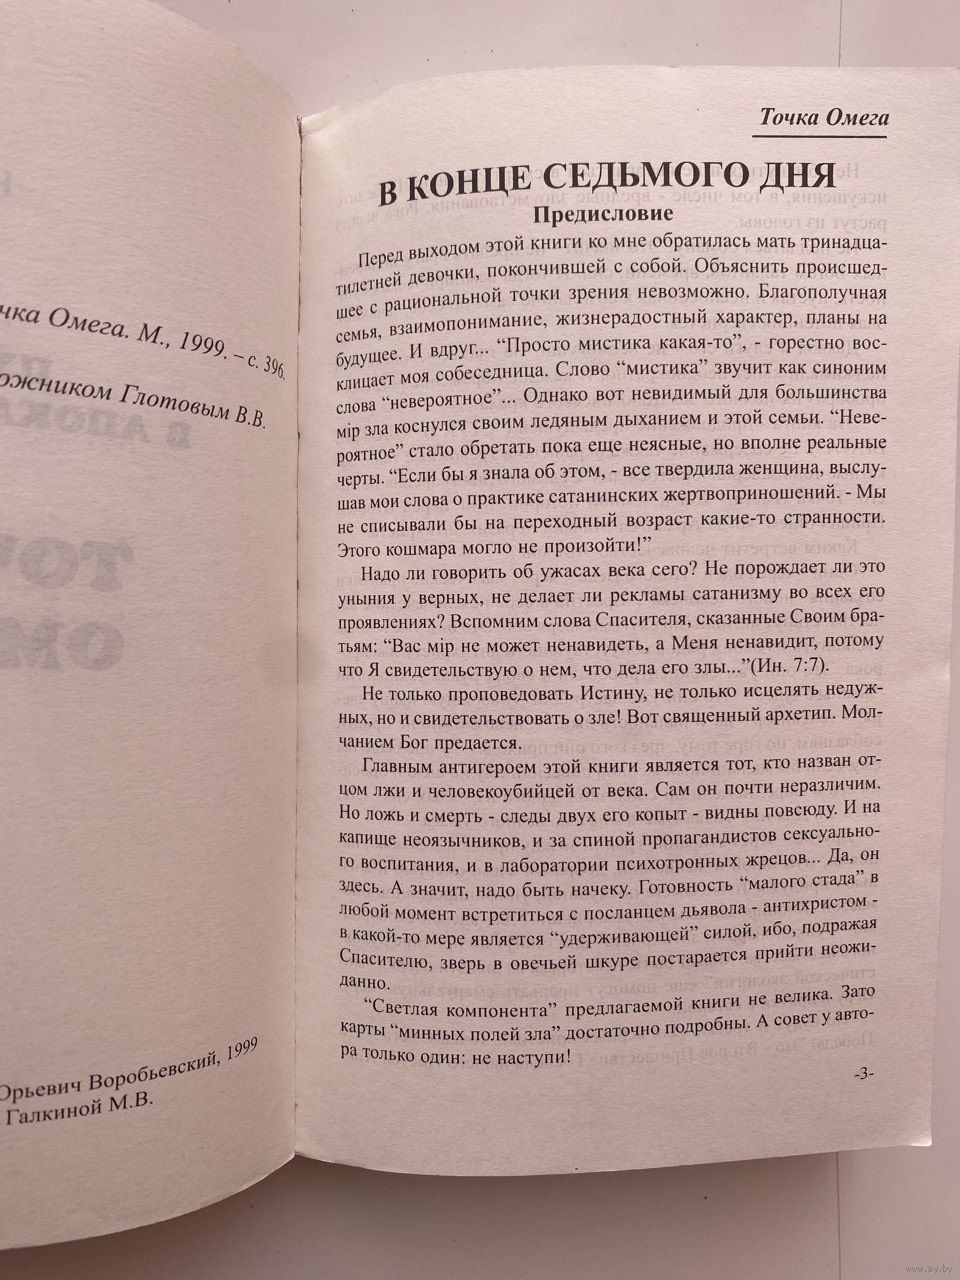 чка Омега. М., 1999. – с. 396.
ожником Глотовым В.В.
Юрьевич Воробьевский, 1999
Галкиной М.В.
Точка Омега
В КОНЦЕ СЕДЬМОГО ДНЯ
Предисловие
Перед выходом этой книги ко мне обратилась мать тринадца-
тилетней девочки, покончившей с собой. Объяснить происшед-
шее с рациональной точки зрения невозможно. Благополучная
семья, взаимопонимание, жизнерадостный характер, планы на
будущее. И вдруг... “Просто мистика какая-то”, - горестно вос-
клицает моя собеседница. Слово “мистика” звучит как синоним
слова “невероятное”... Однако вот невидимый для большинства
мiр зла коснулся своим ледяным дыханием и этой семьи. “Неве-
роятное” стало обретать пока еще неясные, но вполне реальные
черты. “Если бы я знала об этом, - все твердила женщина, выслу-
шав мои слова о практике сатанинских жертвоприношений. - Мы
не списывали бы на переходный возраст какие-то странности.
Этого кошмара могло не произойти!”
Надо ли говорить об ужасах века сего? Не порождает ли это
уныния у верных, не делает ли рекламы сатанизму во всех его
проявлениях? Вспомним слова Спасителя, сказанные Своим бра-
тьям: “Вас мiр не может ненавидеть, а Меня ненавидит, потому
что Я свидетельствую о нем, что дела его злы...”(Ин. 7:7).
Не только проповедовать Истину, не только исцелять недуж-
ных, но и свидетельствовать о зле! Вот священный архетип. Мол-
чанием Бог предается.
Главным антигероем этой книги является тот, кто назван от-
цом лжи и человекоубийцей от века. Сам он почти неразличим.
Но ложь и смерть - следы двух его копыт - видны повсюду. И на
капище неоязычников, и за спиной пропагандистов сексуально-
го воспитания, и в лаборатории психотронных жрецов... Да, он
здесь. А значит, надо быть начеку. Готовность “малого стада” в
любой момент встретиться с посланцем дьявола - антихристом -
в какой-то мере является “удерживающей” силой, ибо, подражая
Спасителю, зверь в овечьей шкуре постарается прийти неожи-
данно.
“Светлая компонента” предлагаемой книги не велика. Зато
карты “минных полей зла” достаточно подробны. А совет у авто-
ра только один: не наступи!
-3-
www.ay.by